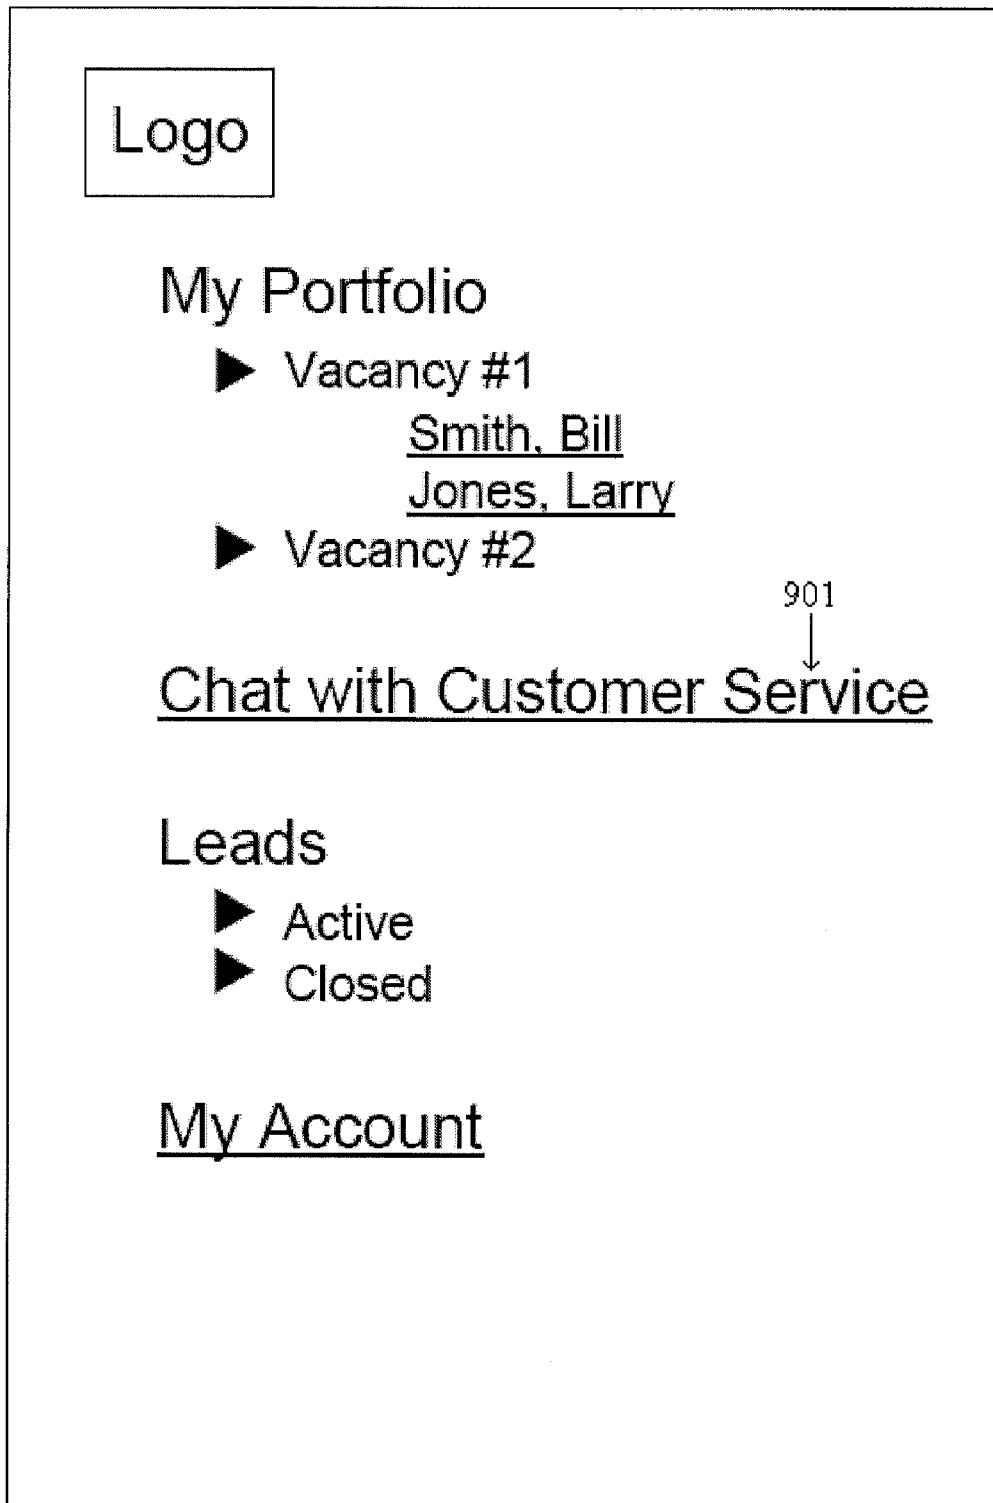 Logo
My Portfolio
Vacancy #1
Smith, Bill
Jones, Larry
Vacancy #2
901
Chat with Customer Service
Leads
Active
Closed
My Account